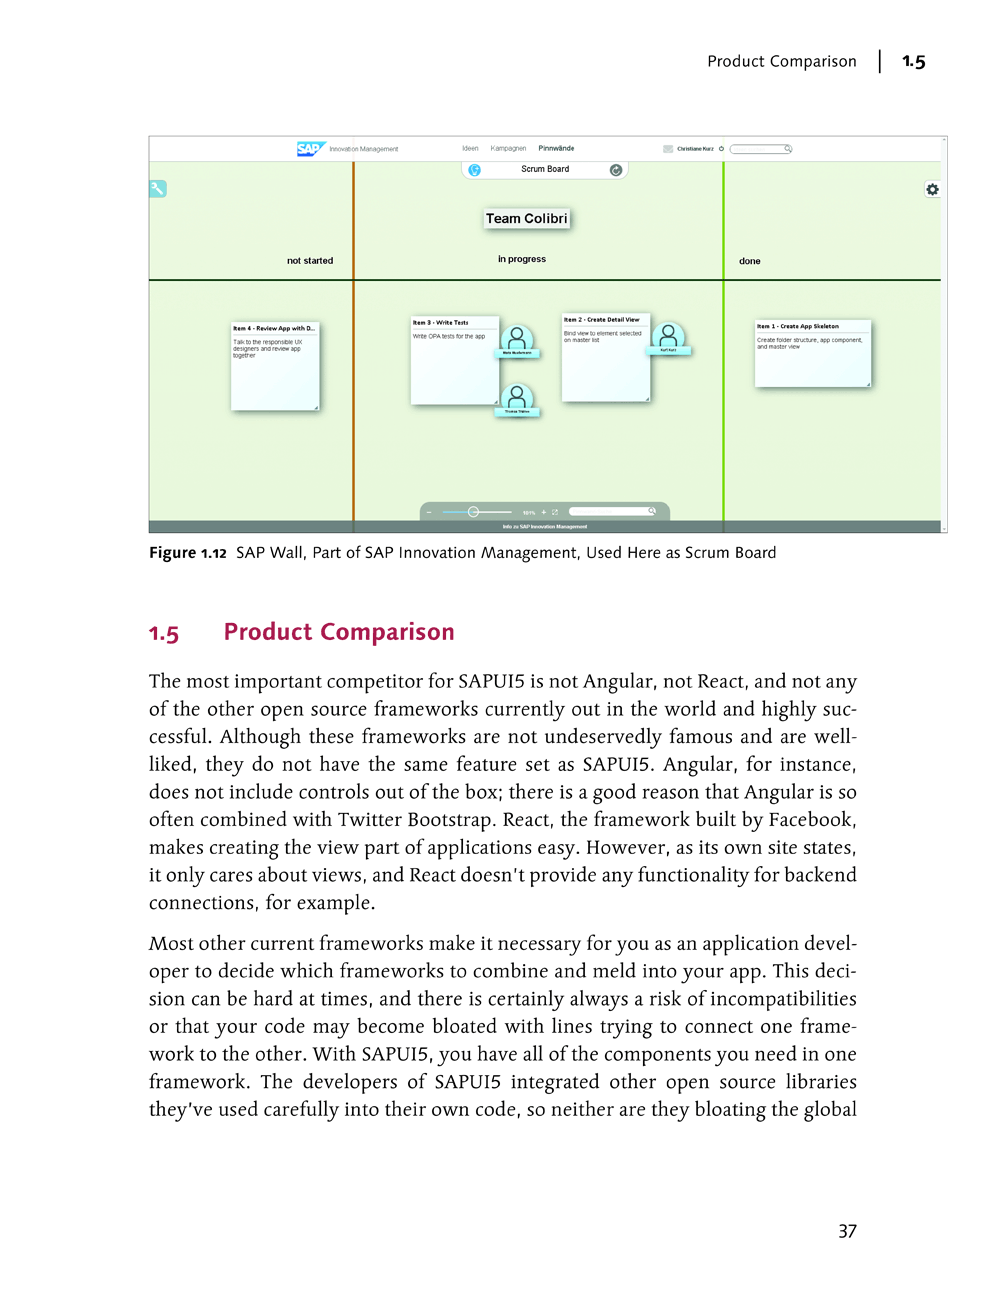 Product Comparison | 1.5
SAP Innovation Management Ideen Kampagnen Pinnwände Christiane Kurz
Scrum Board
Team Colibri
not started in progress done
Item 4 - Review App with D...
Talk to the responsible UX
designers and review app
together
Item 3 - Write Tests
Write OPA tests for the app
Item 2 - Create Detail View
Bind view to element selected
on master list
Item 1 - Create App Skeleton
Create folder structure, app component,
and master view
Info zu SAP Innovation Management
Figure 1.12 SAP Wall, Part of SAP Innovation Management, Used Here as Scrum Board
1.5 Product Comparison
The most important competitor for SAPUI5 is not Angular, not React, and not any
of the other open source frameworks currently out in the world and highly suc-
cessful. Although these frameworks are not undeservedly famous and are well-
liked, they do not have the same feature set as SAPUI5. Angular, for instance,
does not include controls out of the box; there is a good reason that Angular is so
often combined with Twitter Bootstrap. React, the framework built by Facebook,
makes creating the view part of applications easy. However, as its own site states,
it only cares about views, and React doesn't provide any functionality for backend
connections, for example.
Most other current frameworks make it necessary for you as an application devel-
oper to decide which frameworks to combine and meld into your app. This deci-
sion can be hard at times, and there is certainly always a risk of incompatibilities
or that your code may become bloated with lines trying to connect one frame-
work to the other. With SAPUI5, you have all of the components you need in one
framework. The developers of SAPUI5 integrated other open source libraries
they've used carefully into their own code, so neither are they bloating the global
37